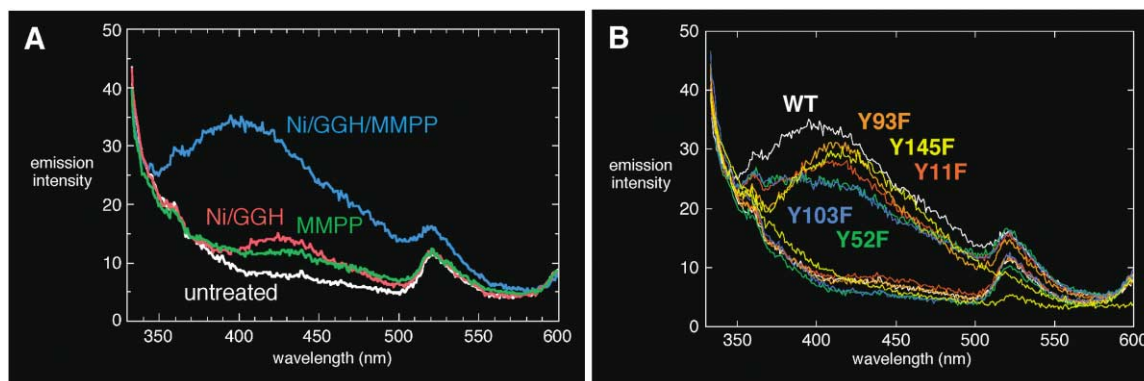 A
50
40
30
20
10
0
emission
intensity
Ni/GGH/MMPP
Ni/GGH
MMPP
untreated
350 400 450 500 550 600
wavelength (nm)
B
50
40
30
20
10
0
emission
intensity
WT
Y93F
Y145F
Y11F
Y103F
Y52F
350 400 450 500 550 600
wavelength (nm)